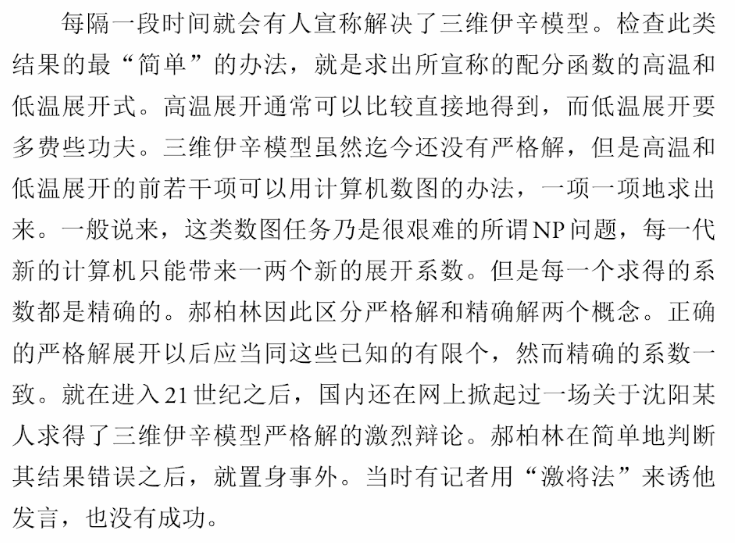 每隔一段时间就会有人宣称解决了三维伊辛模型。检查此类
结果的最“简单”的办法，就是求出所宣称的配分函数的高温和
低温展开式。高温展开通常可以比较直接地得到，而低温展开要
多费些功夫。三维伊辛模型虽然迄今还没有严格解，但是高温和
低温展开的前若干项可以用计算机数图的办法，一项一项地求出
来。一般说来，这类数图任务乃是很艰难的所谓NP问题，每一代
新的计算机只能带来一两个新的展开系数。但是每一个求得的系
数都是精确的。郝柏林因此区分严格解和精确解两个概念。正确
的严格解展开以后应当同这些已知的有限个，然而精确的系数一
致。就在进入21世纪之后，国内还在网上掀起过一场关于沈阳某
人求得了三维伊辛模型严格解的激烈辩论。郝柏林在简单地判断
其结果错误之后，就置身事外。当时有记者用“激将法”来诱他
发言，也没有成功。